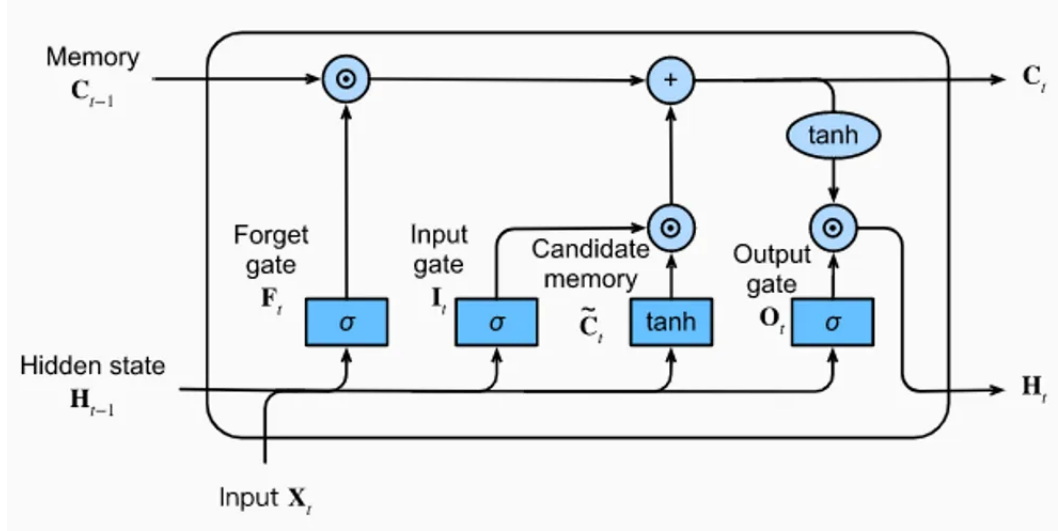 Memory
C_{t-1}
+
C_t
tanh
Forget
gate
F_t
Input
gate
I_t
Candidate
memory
C̃_t
Output
gate
O_t
σ
σ
tanh
σ
Hidden state
H_{t-1}
H_t
Input X_t